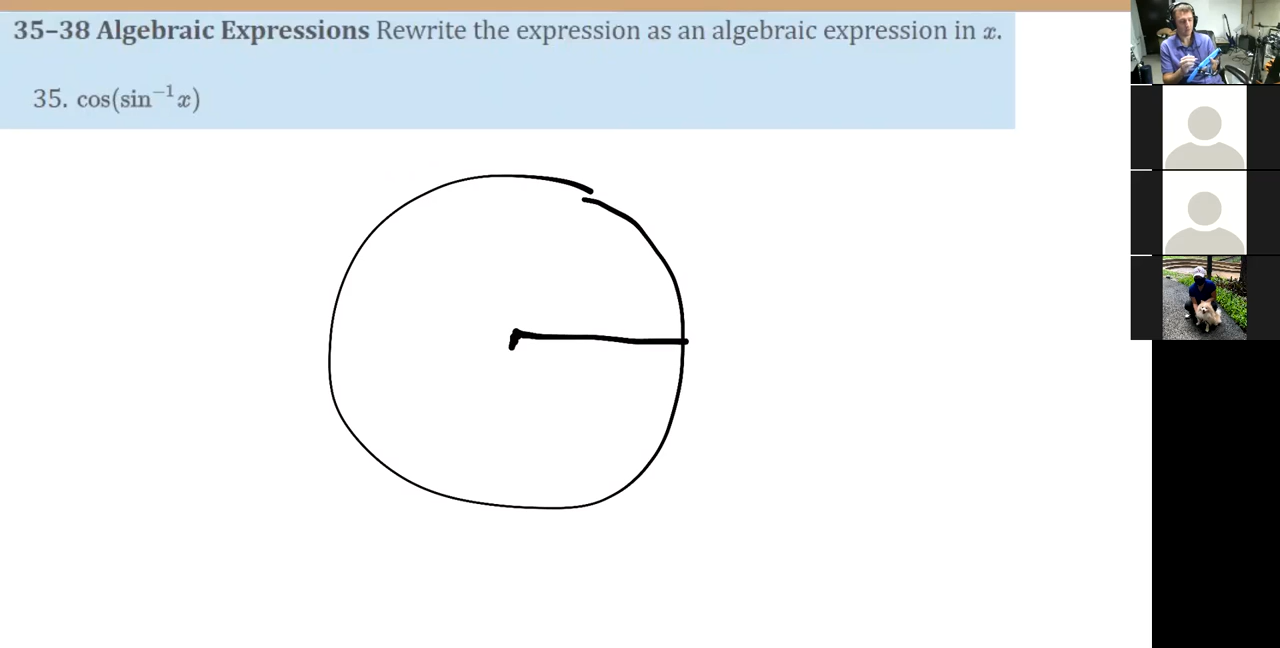 35–38 Algebraic Expressions Rewrite the expression as an algebraic expression in x.
35. cos(sin⁻¹x)